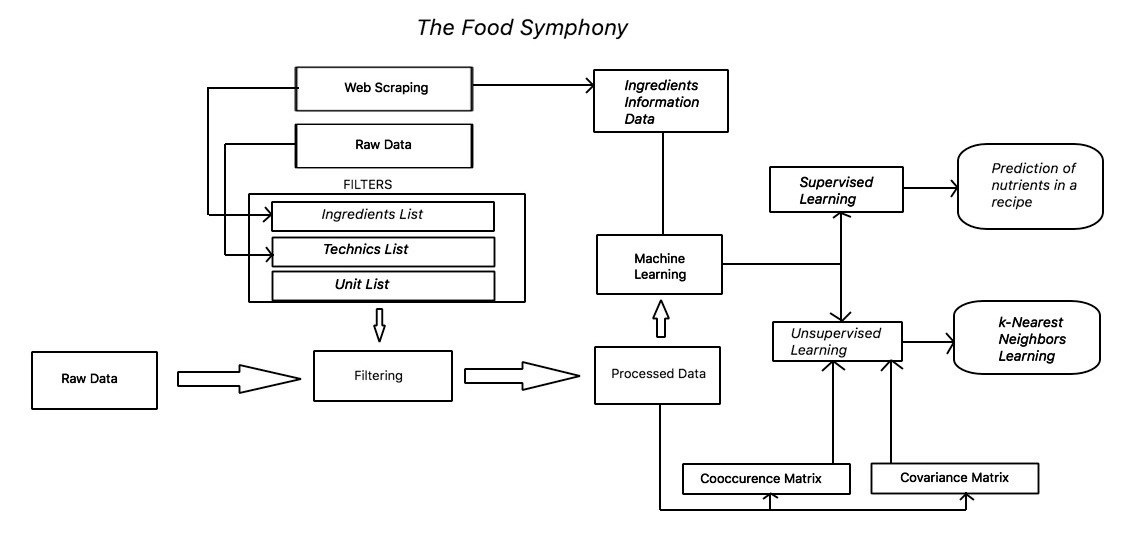 The Food Symphony
Web Scraping
Ingredients
Information
Data
Raw Data
FILTERS
Ingredients List
Technics List
Unit List
Supervised
Learning
Prediction of
nutrients in a
recipe
Machine
Learning
Unsupervised
Learning
k-Nearest
Neighbors
Learning
Raw Data
Filtering
Processed Data
Cooccurence Matrix
Covariance Matrix